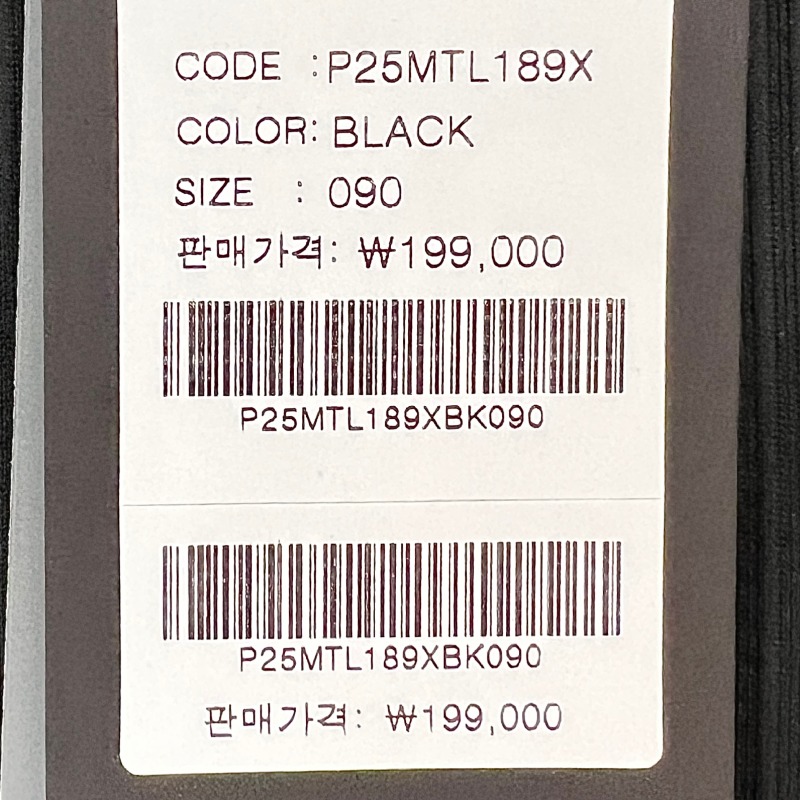 CODE : P25MTL189X
COLOR: BLACK
SIZE : 090
판매가격: ₩199,000
P25MTL189XBK090
P25MTL189XBK090
판매가격: ₩199,000